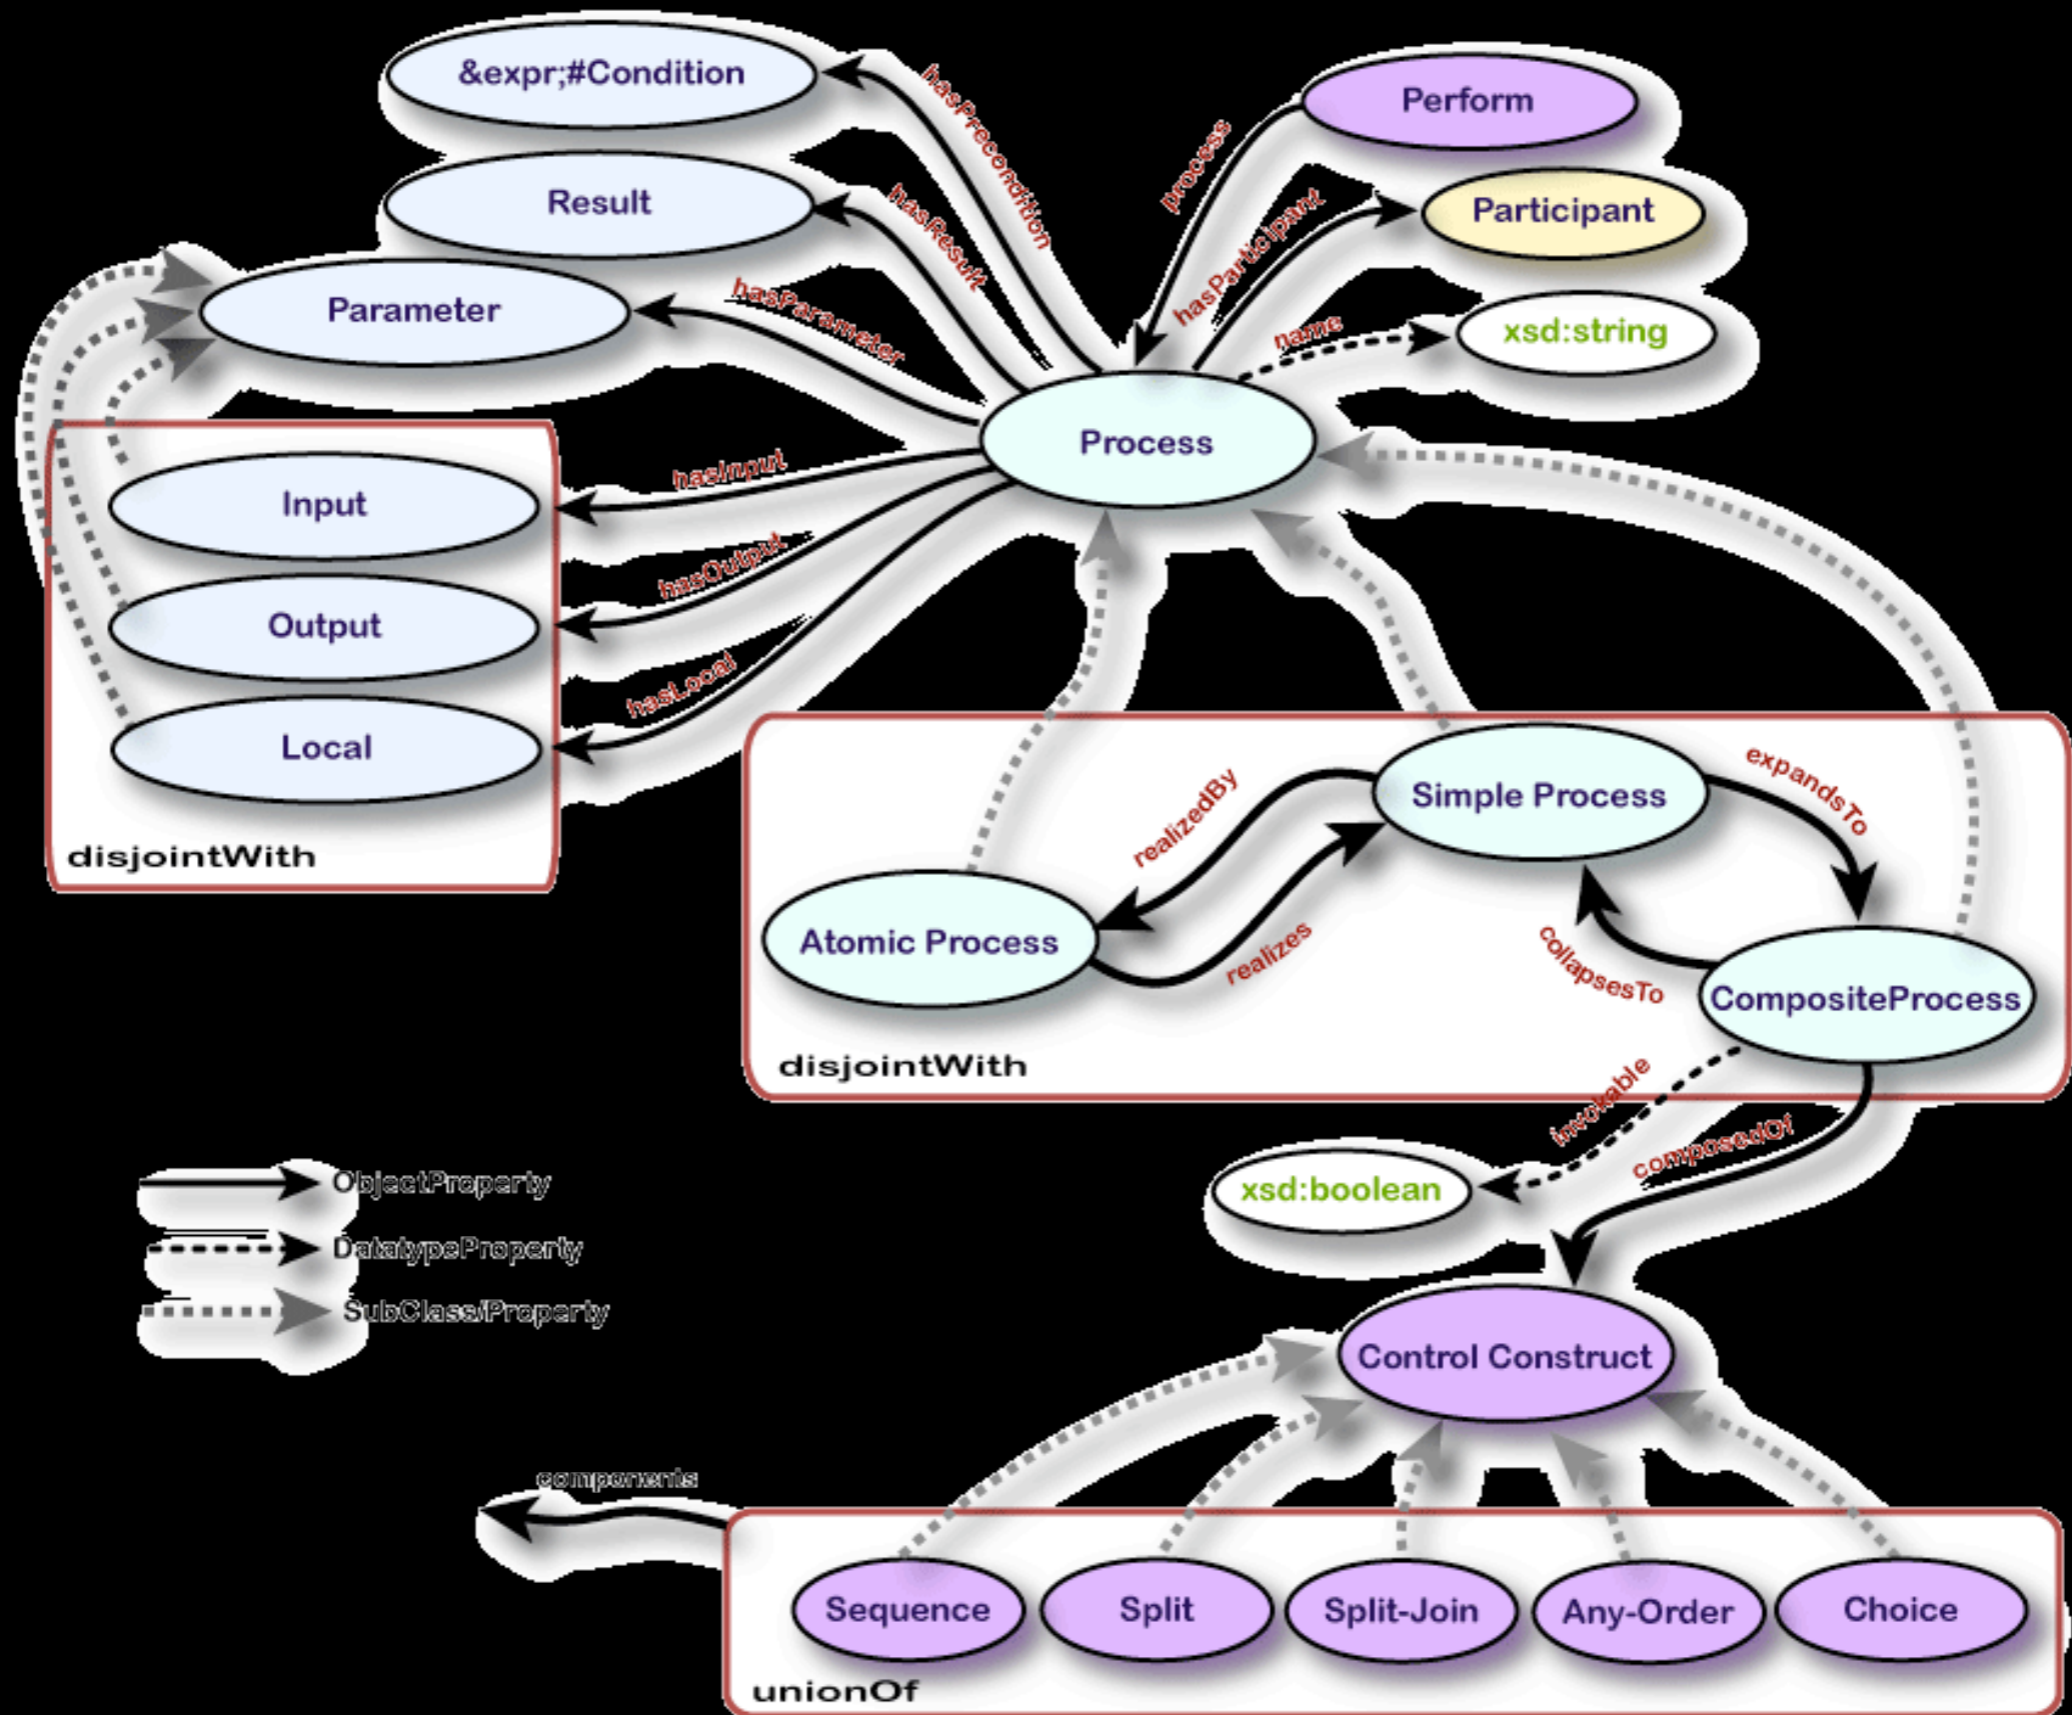 &expr;#Condition
hasPrecondition
Perform
process
Result
hasResult
hasParticipant
Participant
Parameter
hasParameter
name
xsd:string
Process
Input
hasInput
Output
hasOutput
Local
hasLocal
disjointWith
Simple Process
expandsTo
realizedBy
Atomic Process
realizes
collapsesTo
CompositeProcess
disjointWith
invokable
composedOf
xsd:boolean
ObjectProperty
DatatypeProperty
SubClass/Property
Control Construct
components
Sequence
Split
Split-Join
Any-Order
Choice
unionOf